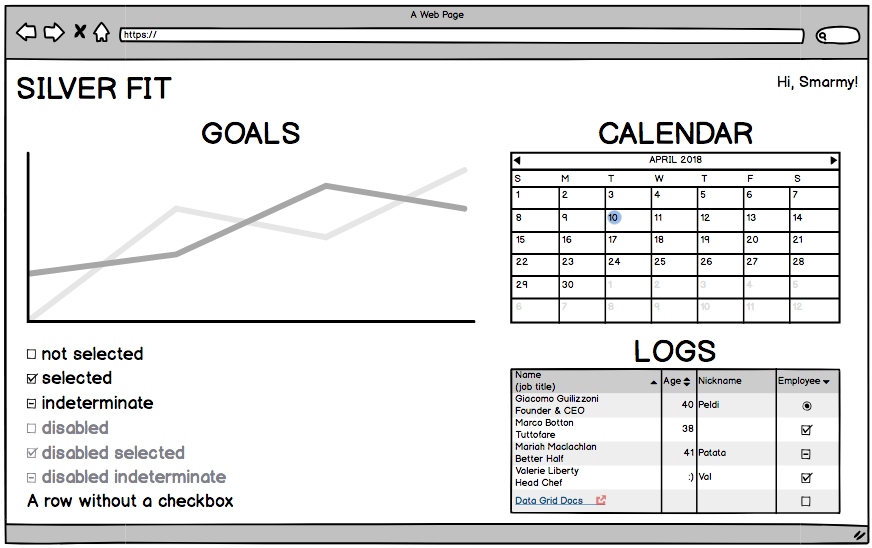 A Web Page
https://
SILVER FIT
Hi, Smarmy!
GOALS
not selected
selected
indeterminate
disabled
disabled selected
disabled indeterminate
A row without a checkbox
CALENDAR
APRIL 2018
S M T W T F S
1 2 3 4 5 6 7
8 9 10 11 12 13 14
15 16 17 18 19 20 21
22 23 24 25 26 27 28
29 30 1 2 3 4 5
6 7 8 9 10 11 12
LOGS
Name
(job title) Age Nickname Employee
Giacomo Guilizzoni
Founder & CEO 40 Peldi
Marco Botton
Tuttofare 38
Mariah Maclachlan
Better Half 41 Patata
Valerie Liberty
Head Chef :) Val
Data Grid Docs